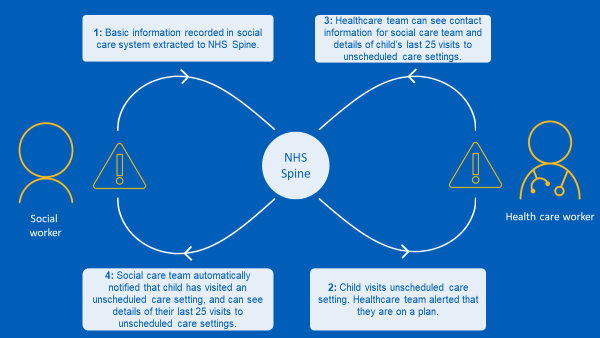 1: Basic information recorded in social
care system extracted to NHS Spine.
3: Healthcare team can see contact
information for social care team and
details of child's last 25 visits to
unscheduled care settings.
NHS
Spine
Social
worker
Health care worker
4: Social care team automatically
notified that child has visited an
unscheduled care setting, and can see
details of their last 25 visits to
unscheduled care settings.
2: Child visits unscheduled care
setting. Healthcare team alerted that
they are on a plan.